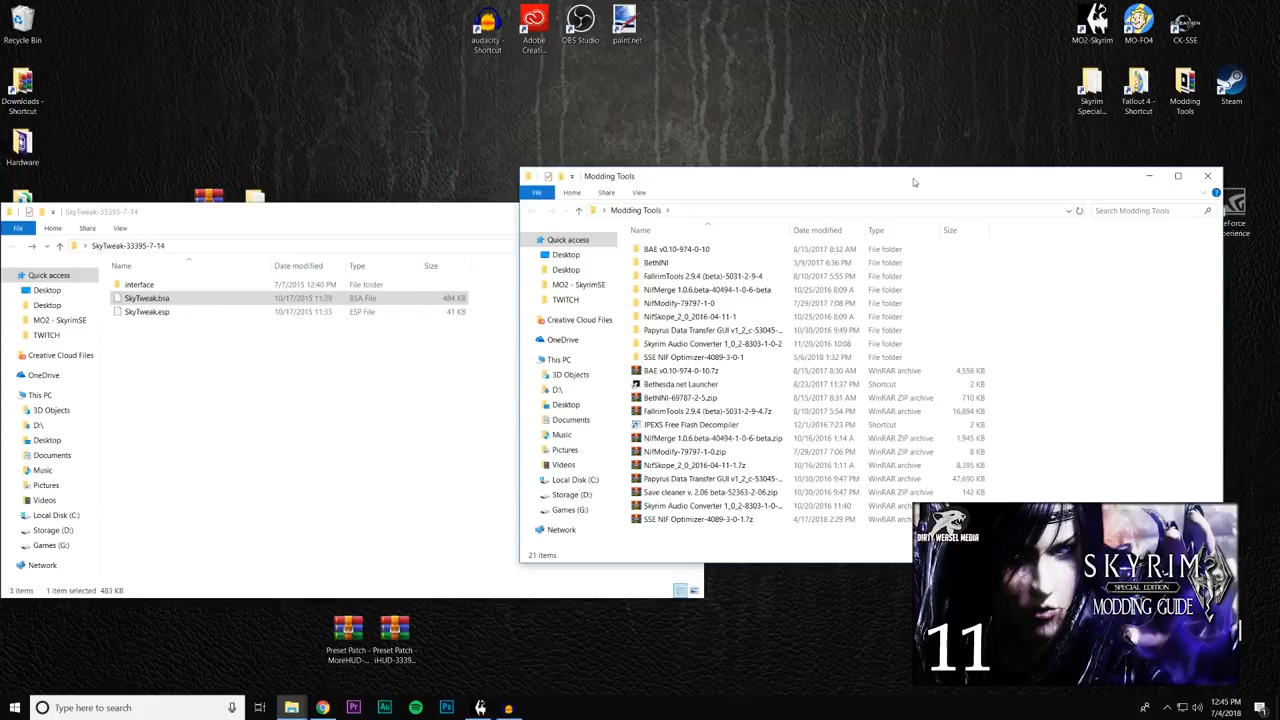 Recycle Bin
audacity - Shortcut
Adobe Creati...
OBS Studio
paint.net
MO2-Skyrim
MO-FO4
CK-SSE
Downloads - Shortcut
Skyrim Special...
Fallout 4 - Shortcut
Modding Tools
Steam
Hardware
SkyTweak-33395-7-14
File
Home
Share
View
SkyTweak-33395-7-14
Name
Date modified
Type
Size
Quick access
Desktop
Desktop
MO2 - SkyrimSE
TWITCH
Creative Cloud Files
OneDrive
This PC
3D Objects
D:\
Desktop
Documents
Music
Pictures
Videos
Local Disk (C:)
Storage (D:)
Games (G:)
Network
interface 7/7/2015 12:40 PM File folder
SkyTweak.bsa 10/17/2015 11:29 BSA File 484 KB
SkyTweak.esp 10/17/2015 11:33 ESP File 41 KB
3 items 1 item selected 483 KB
Modding Tools
File
Home
Share
View
Modding Tools
Search Modding Tools
Name
Date modified
Type
Size
Quick access
Desktop
Desktop
MO2 - SkyrimSE
TWITCH
Creative Cloud Files
OneDrive
This PC
3D Objects
D:\
Desktop
Documents
Music
Pictures
Videos
Local Disk (C:)
Storage (D:)
Games (G:)
Network
BAE v0.10-974-0-10 8/15/2017 8:32 AM File folder
BethINI 3/9/2017 6:36 PM File folder
FallrimTools 2.9.4 (beta)-5031-2-9-4 8/10/2017 5:55 PM File folder
NifMerge 1.0.6.beta-40494-1-0-6-beta 10/25/2016 8:09 A File folder
NifModify-79797-1-0 7/29/2017 7:08 PM File folder
NifSkope_2_0_2016-04-11-1 10/25/2016 8:09 A File folder
Papyrus Data Transfer GUI v1_2_c-53045-... 10/30/2016 9:49 PM File folder
Skyrim Audio Converter 1_0_2-8303-1-0-2 11/20/2016 10:08 File folder
SSE NIF Optimizer-4089-3-0-1 5/6/2018 1:32 PM File folder
BAE v0.10-974-0-10.7z 8/15/2017 8:30 AM WinRAR archive 4,556 KB
Bethesda.net Launcher 8/23/2017 11:37 PM Shortcut 2 KB
BethINI-69787-2-5.zip 8/15/2017 8:31 AM WinRAR ZIP archive 710 KB
FallrimTools 2.9.4 (beta)-5031-2-9-4.7z 8/10/2017 5:54 PM WinRAR archive 16,894 KB
JPEXS Free Flash Decompiler 12/1/2016 7:23 PM Shortcut 2 KB
NifMerge 1.0.6.beta-40494-1-0-6-beta.zip 10/16/2016 1:14 A WinRAR ZIP archive 1,945 KB
NifModify-79797-1-0.zip 7/29/2017 7:06 PM WinRAR ZIP archive 8 KB
NifSkope_2_0_2016-04-11-1.7z 10/16/2016 1:11 A WinRAR archive 8,395 KB
Papyrus Data Transfer GUI v1_2_c-53045-... 10/30/2016 9:47 PM WinRAR archive 47,690 KB
Save cleaner v. 2.06 beta-52363-2-06.zip 10/30/2016 9:47 PM WinRAR ZIP archive 142 KB
Skyrim Audio Converter 1_0_2-8303-1-0-... 10/20/2016 11:40 WinRAR
SSE NIF Optimizer-4089-3-0-1.7z 4/17/2018 2:29 PM WinRAR
21 items
eForce
perience
DIRTY WEASEL MEDIA
SKYRIM
SPECIAL EDITION
MODDING GUIDE
11
Preset Patch - MoreHUD-...
Preset Patch - iHUD-3339...
Type here to search
12:45 PM
7/4/2018